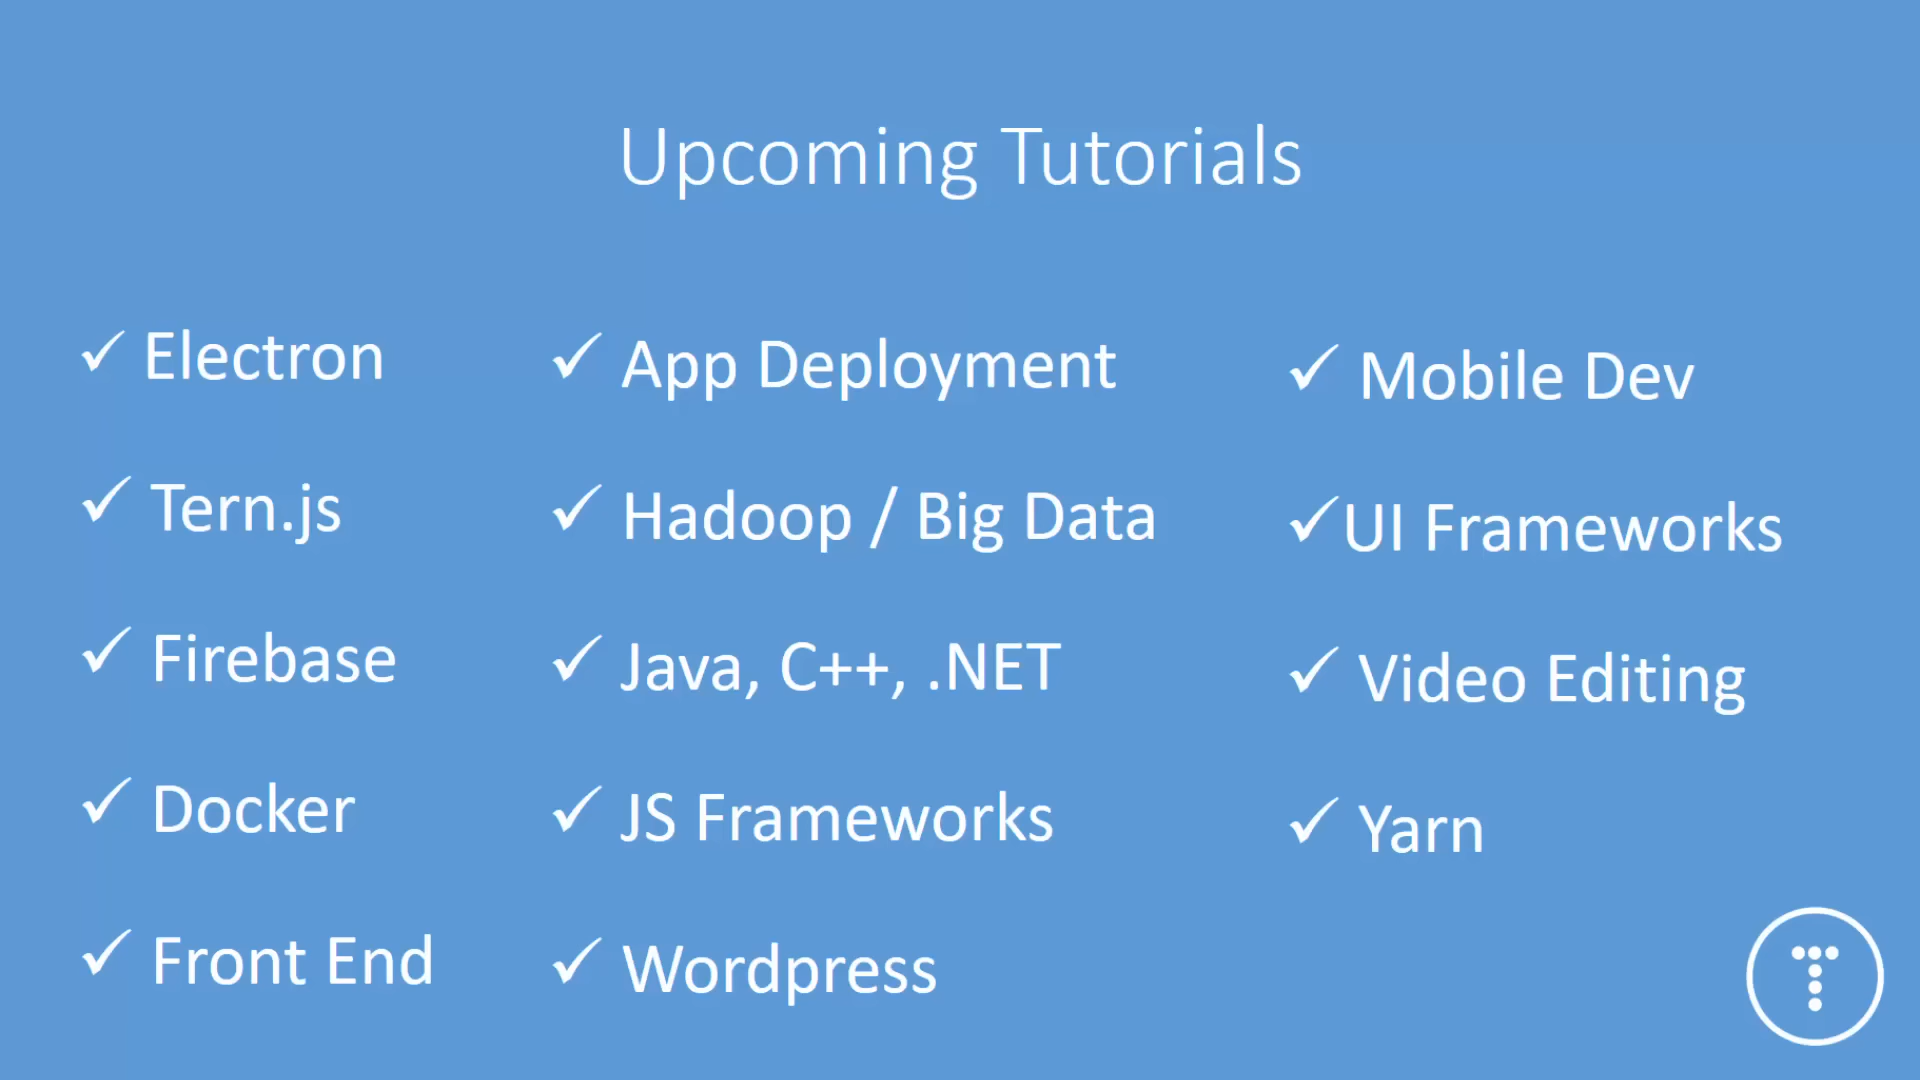 Upcoming Tutorials
Electron
Tern.js
Firebase
Docker
Front End
App Deployment
Hadoop / Big Data
Java, C++, .NET
JS Frameworks
Wordpress
Mobile Dev
UI Frameworks
Video Editing
Yarn
T